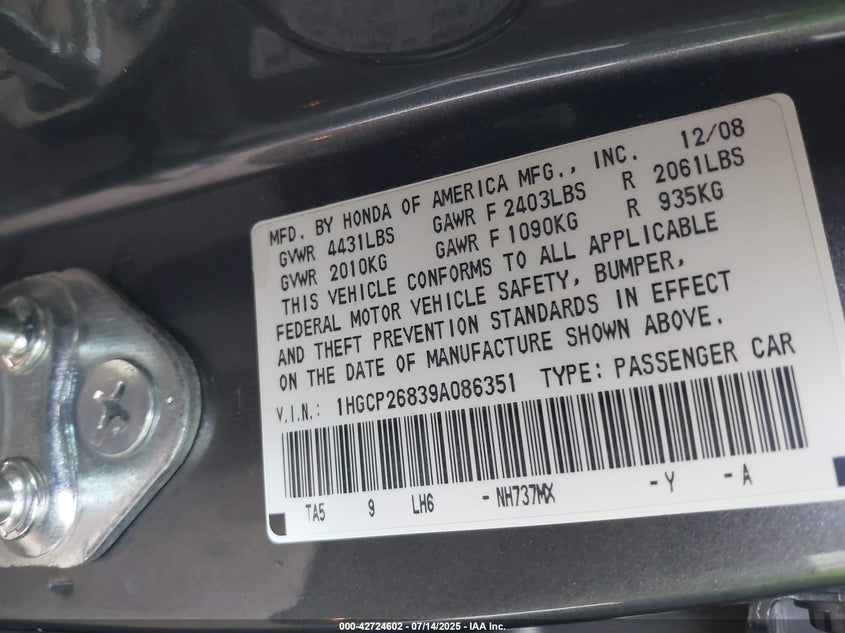 12/08
MFD. BY HONDA OF AMERICA MFG., INC.
GVWR 4431LBS GAWR F 2403LBS R 2061LBS
GVWR 2010KG GAWR F 1090KG R 935KG
THIS VEHICLE CONFORMS TO ALL APPLICABLE
FEDERAL MOTOR VEHICLE SAFETY, BUMPER,
AND THEFT PREVENTION STANDARDS IN EFFECT
ON THE DATE OF MANUFACTURE SHOWN ABOVE.
V.I.N.: 1HGCP26839A086351 TYPE: PASSENGER CAR
TA5 9 LH6 -NH737MX -Y -A
000-42724602 - 07/14/2025 - IAA Inc.